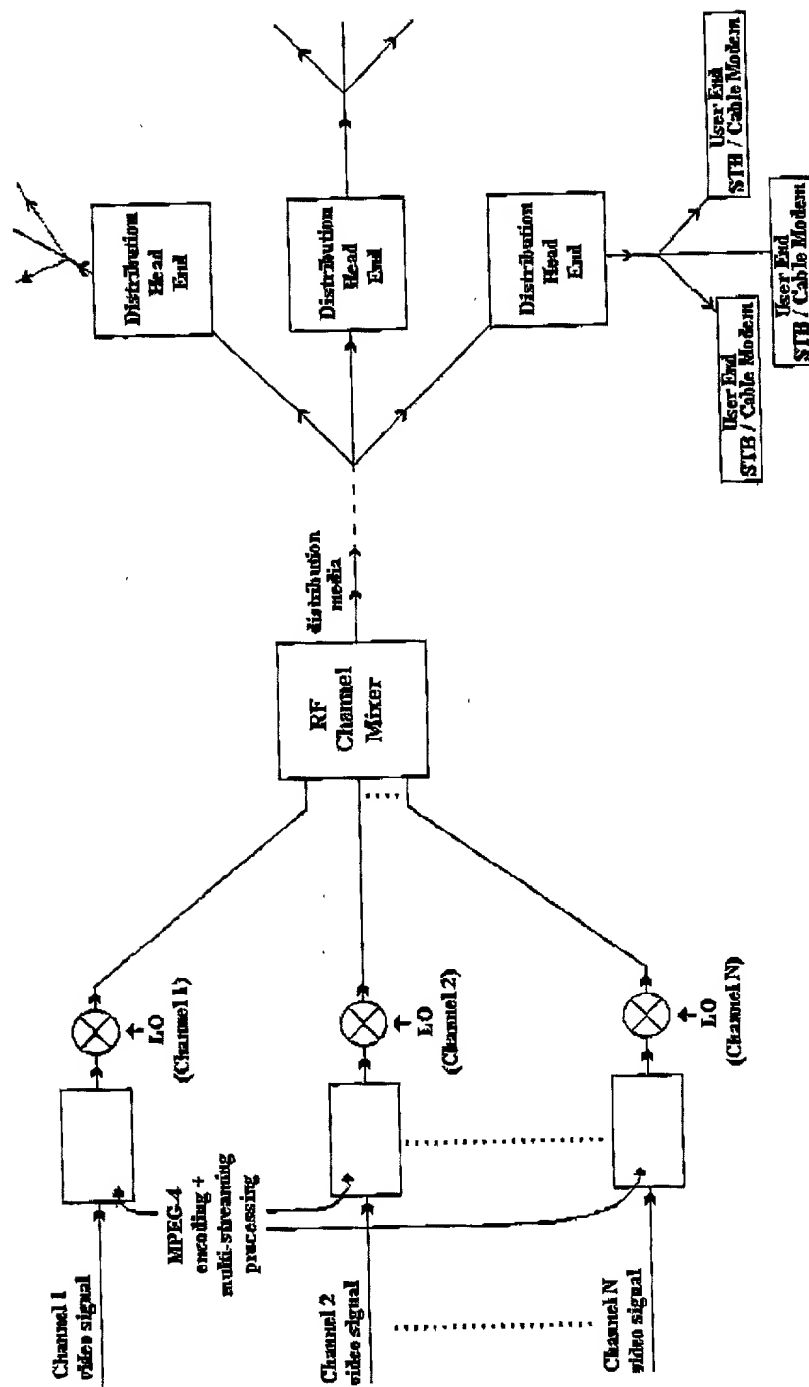 Channel 1
video signal
MPEG-4
encoding +
multi-streaming
processing
Channel 2
video signal
Channel N
video signal
LO
(Channel 1)
LO
(Channel 2)
LO
(Channel N)
RF
Channel
Mixer
distribution
media
Distribution
Head
End
Distribution
Head
End
Distribution
Head
End
User End
STB / Cable Modem
User End
STB / Cable Modem
User End
STB / Cable Modem